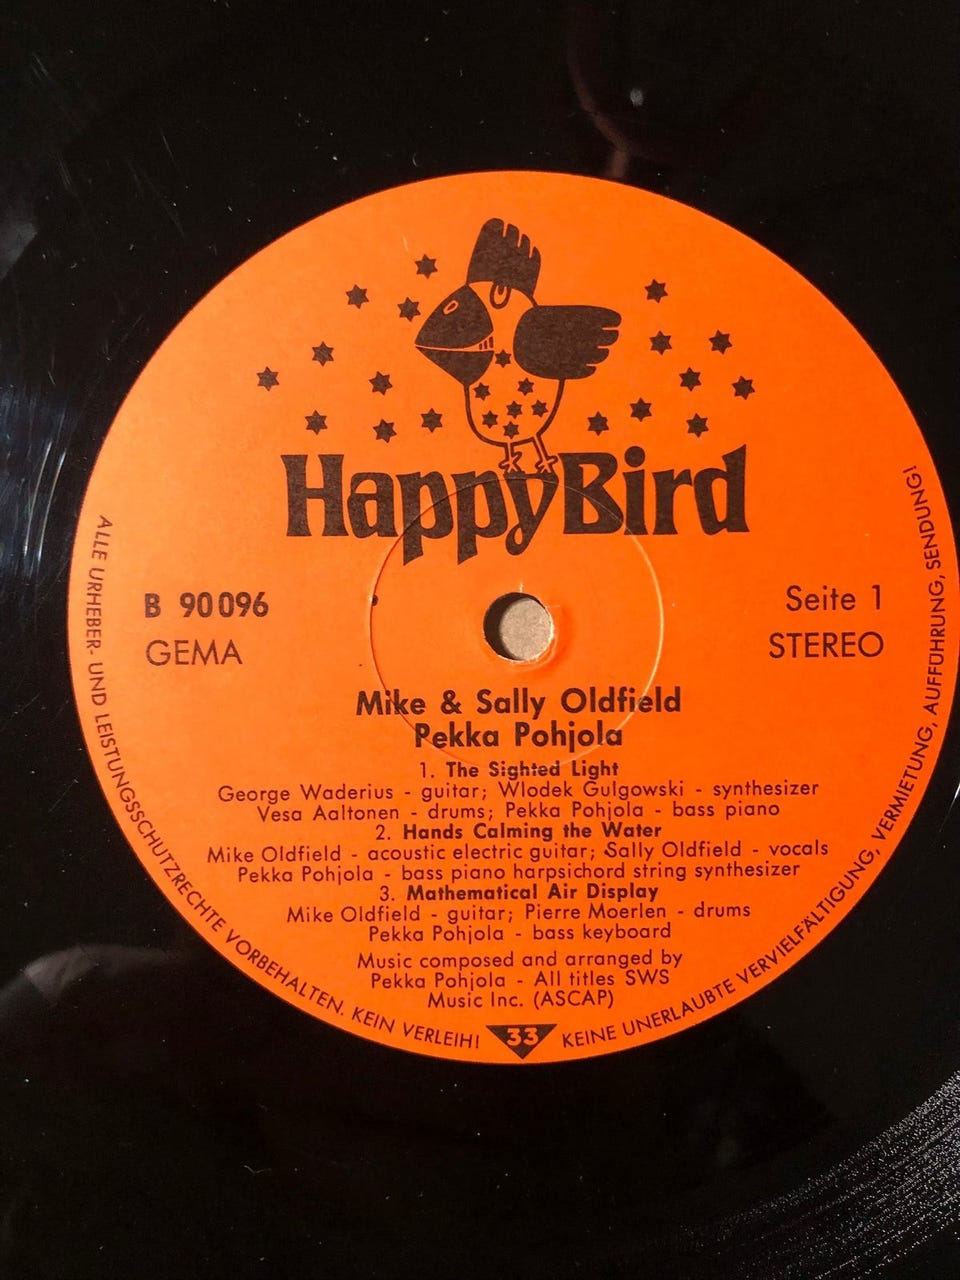 HappyBird
B 90096
GEMA
Seite 1
STEREO
Mike & Sally Oldfield
Pekka Pohjola
1. The Sighted Light
George Waderius - guitar; Wlodek Gulgowski - synthesizer
Vesa Aaltonen - drums; Pekka Pohjola - bass piano
2. Hands Calming the Water
Mike Oldfield - acoustic electric guitar; Sally Oldfield - vocals
Pekka Pohjola - bass piano harpsichord string synthesizer
3. Mathematical Air Display
Mike Oldfield - guitar; Pierre Moerlen - drums
Pekka Pohjola - bass keyboard
Music composed and arranged by
Pekka Pohjola - All titles SWS
Music Inc. (ASCAP)
33
ALLE URHEBER- UND LEISTUNGSSCHUTZRECHTE VORBEHALTEN. KEIN VERLEIH!
KEINE UNERLAUBTE VERVIELFÄLTIGUNG, VERMIETUNG, AUFFÜHRUNG, SENDUNG!